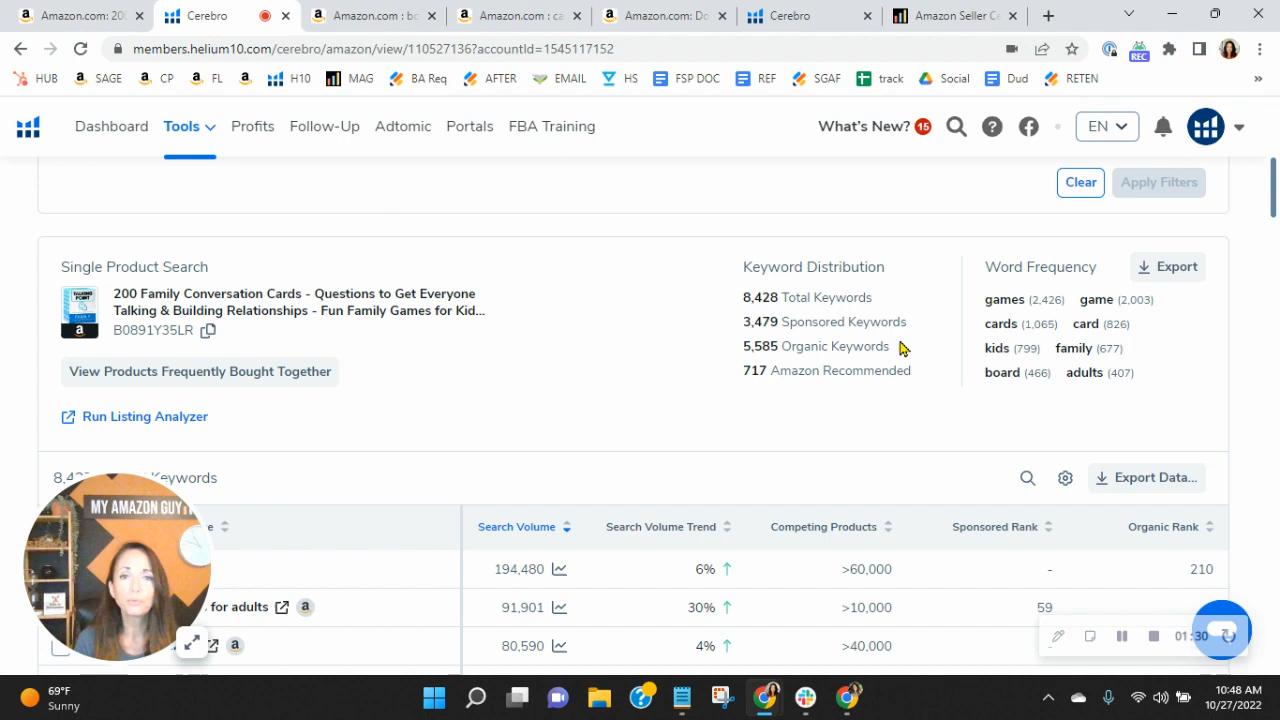 Amazon.com: 200
Cerebro
Amazon.com : bo
Amazon.com : ca
Amazon.com: Do
Cerebro
Amazon Seller Ce
members.helium10.com/cerebro/amazon/view/110527136?accountId=1545117152
REC
HUB
SAGE
CP
FL
H10
MAG
BA Req
AFTER
EMAIL
HS
FSP DOC
REF
SGAF
track
Social
Dud
RETEN
Dashboard
Tools
Profits
Follow-Up
Adtomic
Portals
FBA Training
What's New? 15
EN
Clear
Apply Filters
Single Product Search
200 Family Conversation Cards - Questions to Get Everyone
Talking & Building Relationships - Fun Family Games for Kid...
B0891Y35LR
View Products Frequently Bought Together
Run Listing Analyzer
Keyword Distribution
8,428 Total Keywords
3,479 Sponsored Keywords
5,585 Organic Keywords
717 Amazon Recommended
Word Frequency
Export
games (2,426) game (2,003)
cards (1,065) card (826)
kids (799) family (677)
board (466) adults (407)
Keywords
Export Data...
Search Volume
Search Volume Trend
Competing Products
Sponsored Rank
Organic Rank
194,480 6% >60,000 - 210
for adults 91,901 30% >10,000 59
80,590 4% >40,000
MY AMAZON GUY
01:30
69°F
Sunny
10:48 AM
10/27/2022